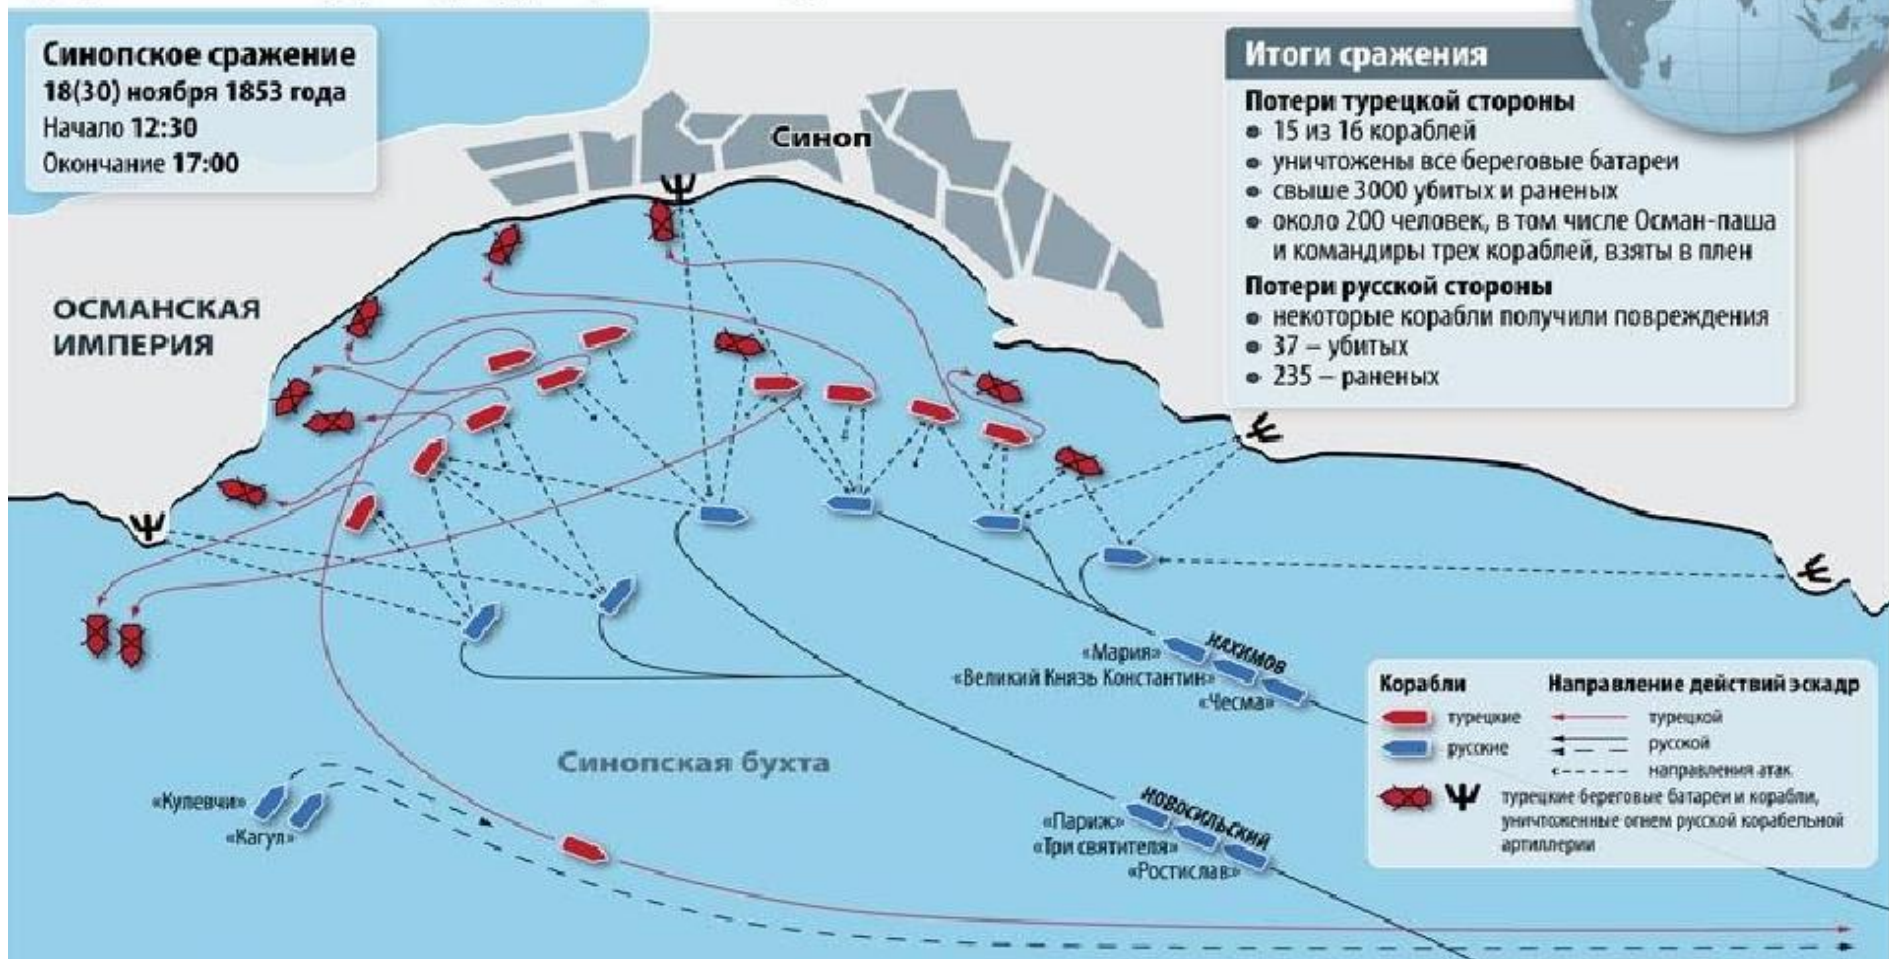 Синопское сражение
18(30) ноября 1853 года
Начало 12:30
Окончание 17:00
Синоп
Итоги сражения
Потери турецкой стороны
• 15 из 16 кораблей
• уничтожены все береговые батареи
• свыше 3000 убитых и раненых
• около 200 человек, в том числе Осман-паша
и командиры трех кораблей, взяты в плен
Потери русской стороны
• некоторые корабли получили повреждения
• 37 – убитых
• 235 – раненых
ОСМАНСКАЯ
ИМПЕРИЯ
НАХИМОВ
«Мария»
«Великий Князь Константин»
«Чесма»
Синопская бухта
«Кулевчи»
«Кагул»
НОВОСИЛЬСКИЙ
«Париж»
«Три святителя»
«Ростислав»
Корабли
турецкие
русские
Направление действий эскадр
турецкой
русской
направления атак
турецкие береговые батареи и корабли,
уничтоженные огнем русской корабельной
артиллерии